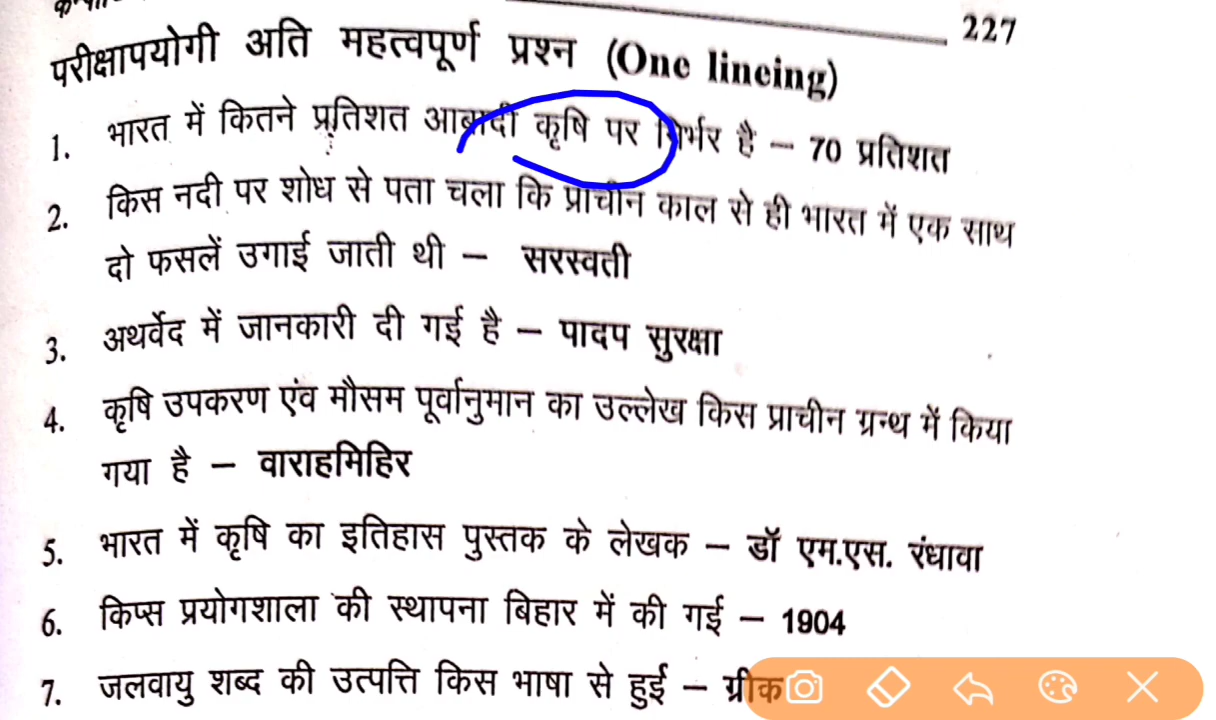 227
परीक्षापयोगी अति महत्वपूर्ण प्रश्न (One lineing)
1. भारत में कितने प्रतिशत आबादी कृषि पर निर्भर है – 70 प्रतिशत
2. किस नदी पर शोध से पता चला कि प्राचीन काल से ही भारत में एक साथ
दो फसलें उगाई जाती थी – सरस्वती
3. अथर्वेद में जानकारी दी गई है – पादप सुरक्षा
4. कृषि उपकरण एंव मौसम पूर्वानुमान का उल्लेख किस प्राचीन ग्रन्थ में किया
गया है – वाराहमिहिर
5. भारत में कृषि का इतिहास पुस्तक के लेखक – डॉ एम.एस. रंधावा
6. किप्स प्रयोगशाला की स्थापना बिहार में की गई – 1904
7. जलवायु शब्द की उत्पत्ति किस भाषा से हुई – ग्रीक